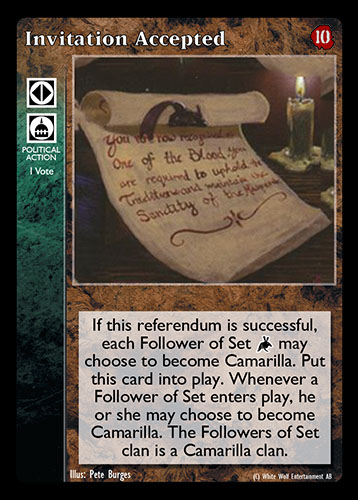 Invitation Accepted
10
You
One of the Blood. You
are required to uphold the
Traditions and maintain the
Sanctity of the
POLITICAL
ACTION
1 Vote
If this referendum is successful,
each Follower of Set may
choose to become Camarilla. Put
this card into play. Whenever a
Follower of Set enters play, he
or she may choose to become
Camarilla. The Followers of Set
clan is a Camarilla clan.
Illus: Pete Burges
(C) White Wolf Entertainment AB